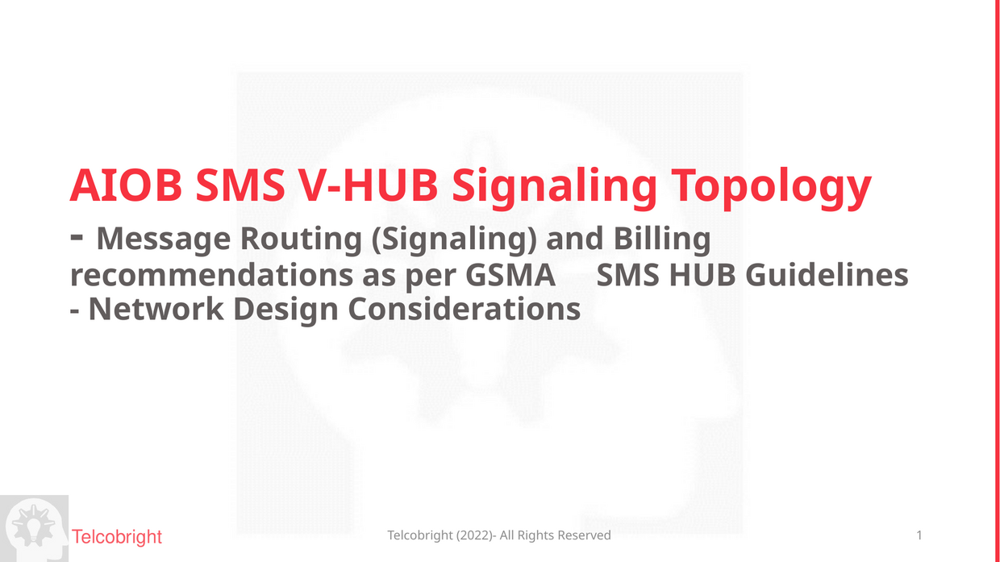 AIOB SMS V-HUB Signaling Topology
- Message Routing (Signaling) and Billing
recommendations as per GSMA SMS HUB Guidelines
- Network Design Considerations
Telcobright
Telcobright (2022)- All Rights Reserved
1